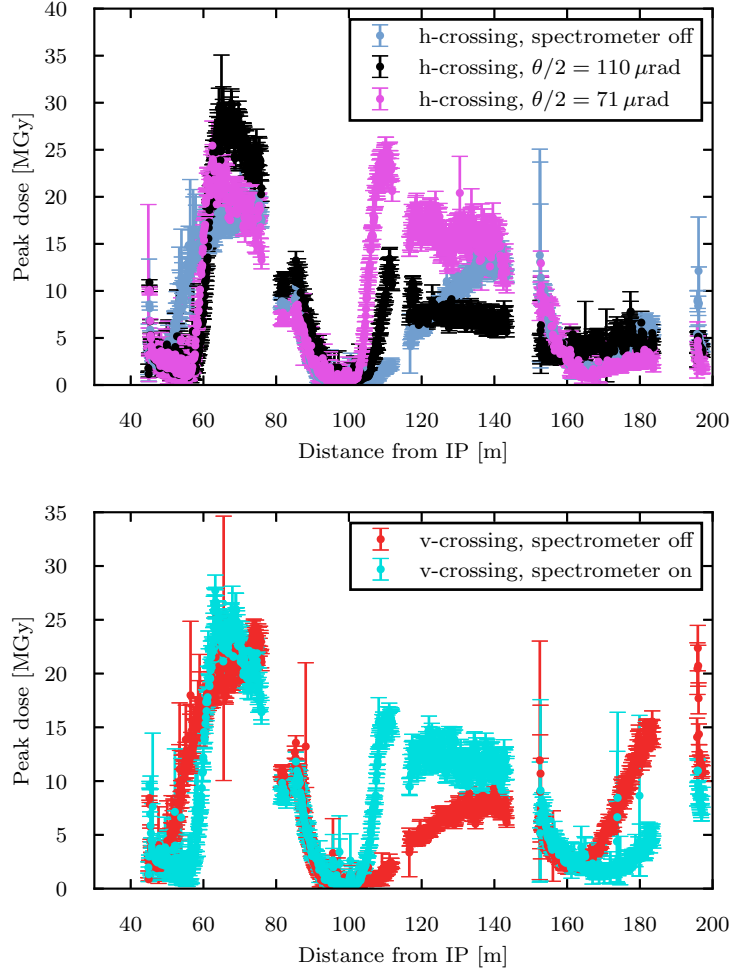 40
35
30
25
20
15
10
5
0
Peak dose [MGy]
h-crossing, spectrometer off
h-crossing, θ/2 = 110 μrad
h-crossing, θ/2 = 71 μrad
40 60 80 100 120 140 160 180 200
Distance from IP [m]
35
30
25
20
15
10
5
0
Peak dose [MGy]
v-crossing, spectrometer off
v-crossing, spectrometer on
40 60 80 100 120 140 160 180 200
Distance from IP [m]